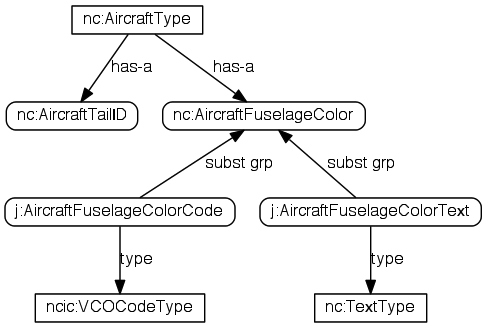 nc:AircraftType
has-a
has-a
nc:AircraftTailID
nc:AircraftFuselageColor
subst grp
subst grp
j:AircraftFuselageColorCode
j:AircraftFuselageColorText
type
type
ncic:VCOCodeType
nc:TextType